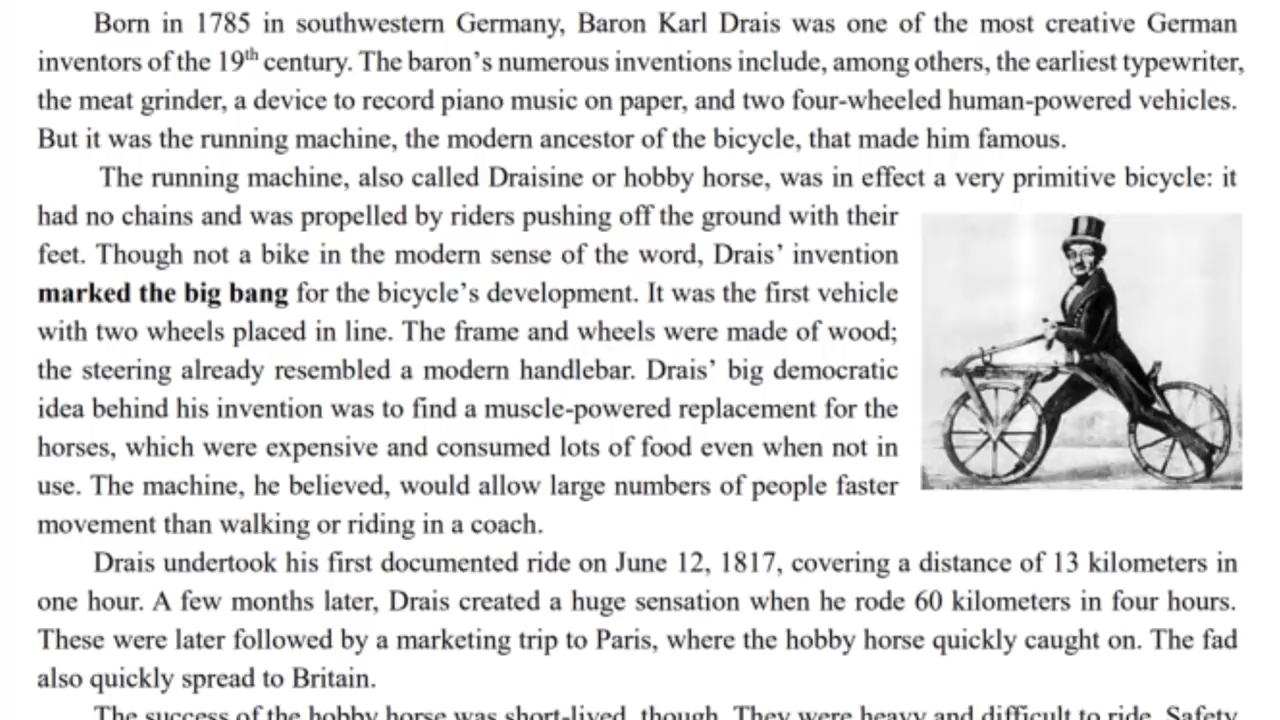 Born in 1785 in southwestern Germany, Baron Karl Drais was one of the most creative German
inventors of the 19th century. The baron's numerous inventions include, among others, the earliest typewriter,
the meat grinder, a device to record piano music on paper, and two four-wheeled human-powered vehicles.
But it was the running machine, the modern ancestor of the bicycle, that made him famous.
The running machine, also called Draisine or hobby horse, was in effect a very primitive bicycle: it
had no chains and was propelled by riders pushing off the ground with their
feet. Though not a bike in the modern sense of the word, Drais' invention
marked the big bang for the bicycle's development. It was the first vehicle
with two wheels placed in line. The frame and wheels were made of wood;
the steering already resembled a modern handlebar. Drais' big democratic
idea behind his invention was to find a muscle-powered replacement for the
horses, which were expensive and consumed lots of food even when not in
use. The machine, he believed, would allow large numbers of people faster
movement than walking or riding in a coach.
Drais undertook his first documented ride on June 12, 1817, covering a distance of 13 kilometers in
one hour. A few months later, Drais created a huge sensation when he rode 60 kilometers in four hours.
These were later followed by a marketing trip to Paris, where the hobby horse quickly caught on. The fad
also quickly spread to Britain.
The success of the hobby horse was short-lived, though. They were heavy and difficult to ride. Safety